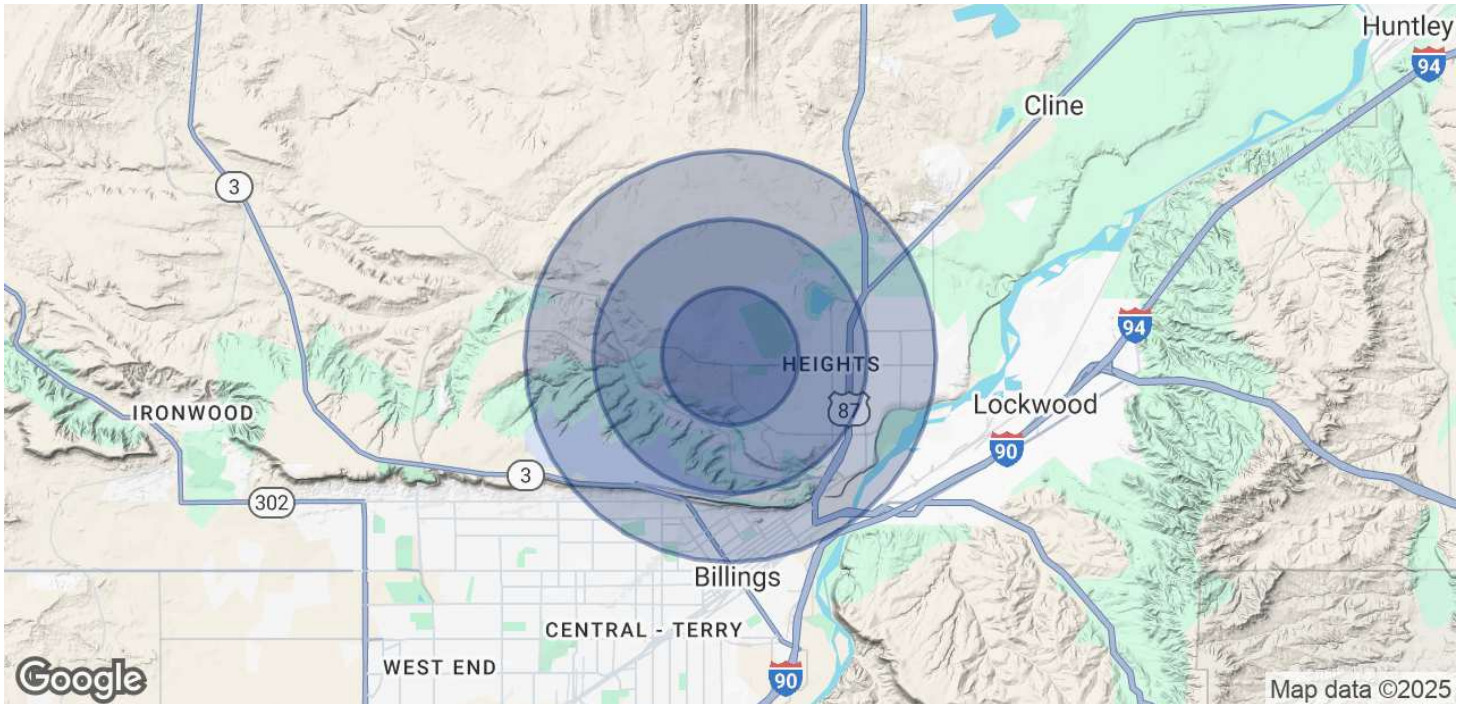 Huntley
94
Cline
3
94
HEIGHTS
IRONWOOD
87
Lockwood
90
3
302
Billings
CENTRAL - TERRY
WEST END
90
Google
Map data ©2025